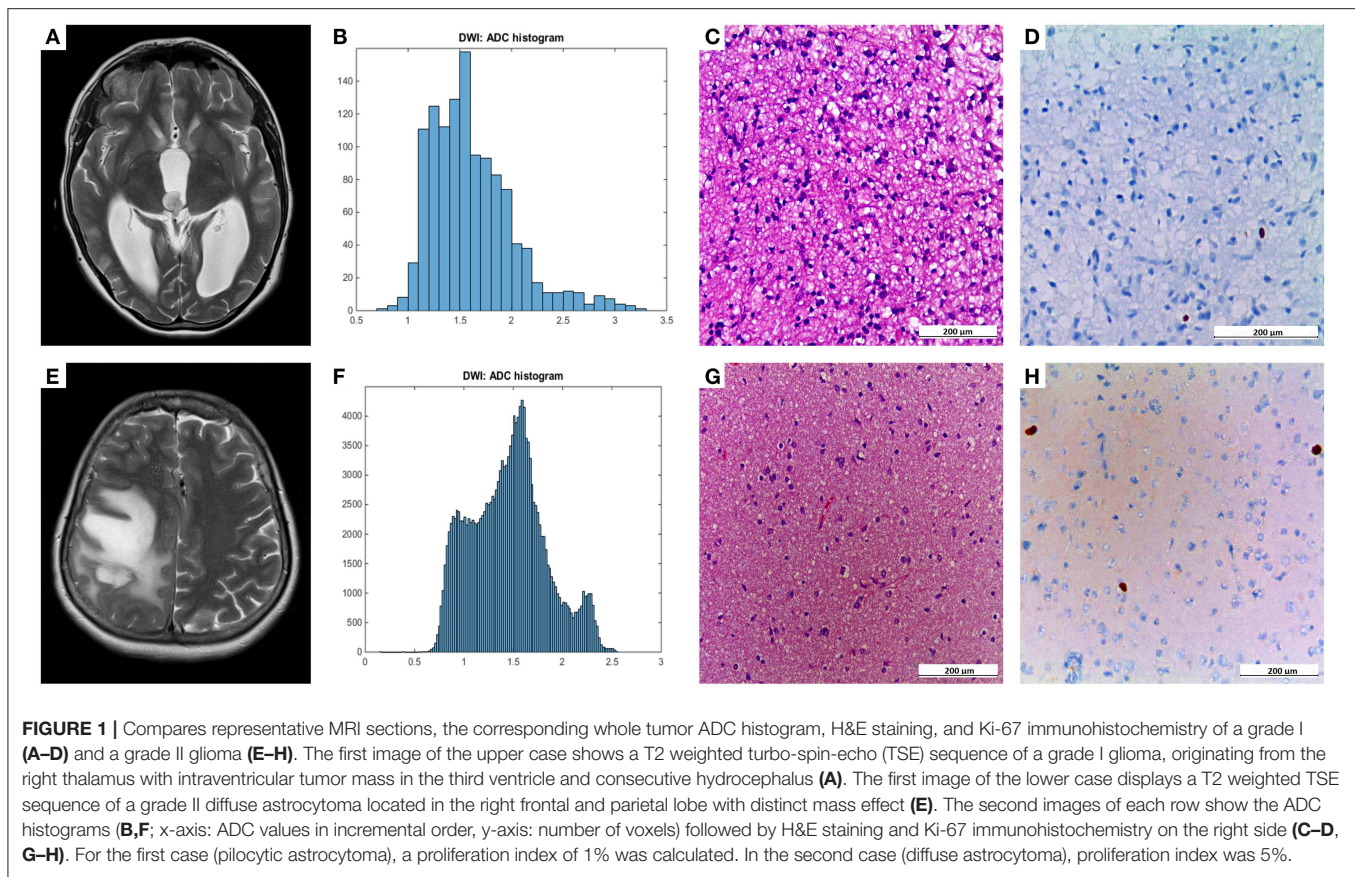 A
B
DWI: ADC histogram
140
120
100
80
60
40
20
0
0.5
1
1.5
2
2.5
3
3.5
C
200 µm
D
200 µm
E
F
DWI: ADC histogram
4000
3500
3000
2500
2000
1500
1000
500
0
0
0.5
1
1.5
2
2.5
3
G
200 µm
H
200 µm
FIGURE 1 | Compares representative MRI sections, the corresponding whole tumor ADC histogram, H&E staining, and Ki-67 immunohistochemistry of a grade I
(A–D) and a grade II glioma (E–H). The first image of the upper case shows a T2 weighted turbo-spin-echo (TSE) sequence of a grade I glioma, originating from the
right thalamus with intraventricular tumor mass in the third ventricle and consecutive hydrocephalus (A). The first image of the lower case displays a T2 weighted TSE
sequence of a grade II diffuse astrocytoma located in the right frontal and parietal lobe with distinct mass effect (E). The second images of each row show the ADC
histograms (B,F; x-axis: ADC values in incremental order, y-axis: number of voxels) followed by H&E staining and Ki-67 immunohistochemistry on the right side (C–D,
G–H). For the first case (pilocytic astrocytoma), a proliferation index of 1% was calculated. In the second case (diffuse astrocytoma), proliferation index was 5%.